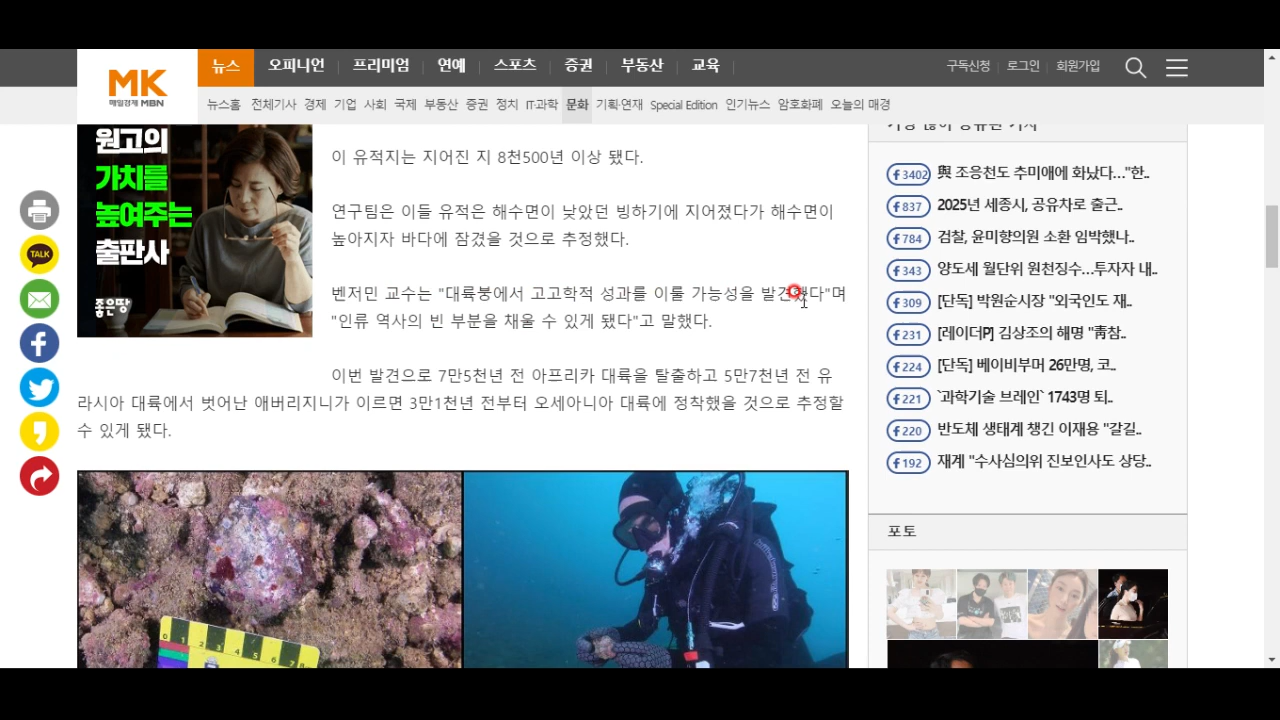 MK
매일경제 MBN
뉴스 오피니언 프리미엄 연예 스포츠 증권 부동산 교육
구독신청 로그인 회원가입
뉴스홈 전체기사 경제 기업 사회 국제 부동산 증권 정치 IT·과학 문화 기획·연재 Special Edition 인기뉴스 암호화폐 오늘의 매경
TALK
원고의
가치를
높여주는
출판사
좋은땅
이 유적지는 지어진 지 8천500년 이상 됐다.
연구팀은 이들 유적은 해수면이 낮았던 빙하기에 지어졌다가 해수면이
높아지자 바다에 잠겼을 것으로 추정했다.
벤저민 교수는 "대륙붕에서 고고학적 성과를 이룰 가능성을 발견했다"며
"인류 역사의 빈 부분을 채울 수 있게 됐다"고 말했다.
이번 발견으로 7만5천년 전 아프리카 대륙을 탈출하고 5만7천년 전 유
라시아 대륙에서 벗어난 애버리지니가 이르면 3만1천년 전부터 오세아니아 대륙에 정착했을 것으로 추정할
수 있게 됐다.
0 1 2 3 4 5 6 7 8
가장 많이 공유된 기사
3402 與 조응천도 추미애에 화났다…"한..
837 2025년 세종시, 공유차로 출근..
784 검찰, 윤미향의원 소환 임박했나..
343 양도세 월단위 원천징수…투자자 내..
309 [단독] 박원순시장 "외국인도 재..
231 [레이더P] 김상조의 해명 "靑참..
224 [단독] 베이비부머 26만명, 코..
221 `과학기술 브레인` 1743명 퇴..
220 반도체 생태계 챙긴 이재용 "갈길..
192 재계 "수사심의위 진보인사도 상당..
포토